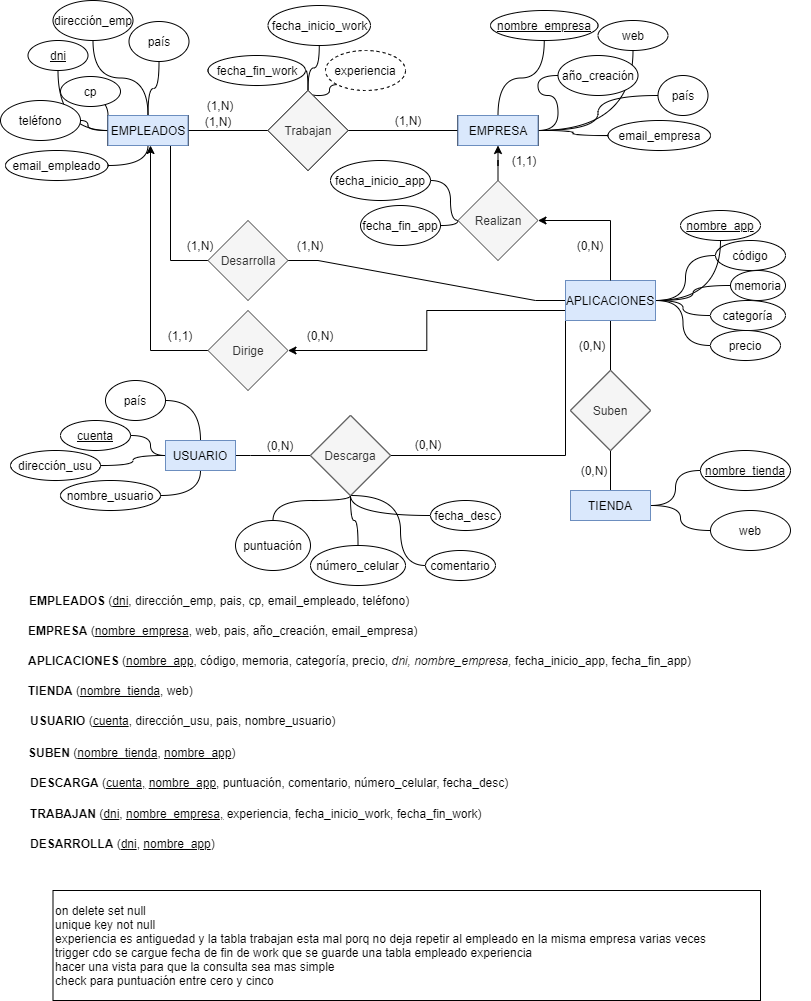 dirección_emp
fecha_inicio_work
nombre_empresa
país
web
dni
fecha_fin_work
experiencia
año_creación
cp
país
(1,N)
teléfono
(1,N)
(1,N)
EMPLEADOS
Trabajan
EMPRESA
email_empresa
email_empleado
(1,1)
fecha_inicio_app
Realizan
fecha_fin_app
nombre_app
(1,N)
(1,N)
(0,N)
código
Desarrolla
memoria
APLICACIONES
categoría
(1,1)
(0,N)
(0,N)
precio
Dirige
país
Suben
cuenta
(0,N)
(0,N)
USUARIO
Descarga
dirección_usu
(0,N)
nombre_tienda
nombre_usuario
TIENDA
fecha_desc
web
puntuación
número_celular
comentario
EMPLEADOS (dni, dirección_emp, pais, cp, email_empleado, teléfono)
EMPRESA (nombre_empresa, web, pais, año_creación, email_empresa)
APLICACIONES (nombre_app, código, memoria, categoría, precio, dni, nombre_empresa, fecha_inicio_app, fecha_fin_app)
TIENDA (nombre_tienda, web)
USUARIO (cuenta, dirección_usu, pais, nombre_usuario)
SUBEN (nombre_tienda, nombre_app)
DESCARGA (cuenta, nombre_app, puntuación, comentario, número_celular, fecha_desc)
TRABAJAN (dni, nombre_empresa, experiencia, fecha_inicio_work, fecha_fin_work)
DESARROLLA (dni, nombre_app)
on delete set null
unique key not null
experiencia es antiguedad y la tabla trabajan esta mal porq no deja repetir al empleado en la misma empresa varias veces
trigger cdo se cargue fecha de fin de work que se guarde una tabla empleado experiencia
hacer una vista para que la consulta sea mas simple
check para puntuación entre cero y cinco